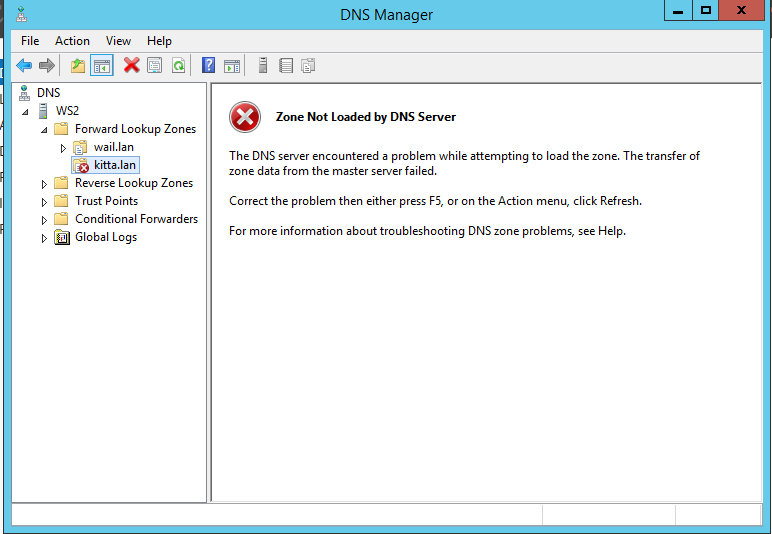 DNS Manager
X
File Action View Help
DNS
WS2
Forward Lookup Zones
wail.lan
kitta.lan
Reverse Lookup Zones
Trust Points
Conditional Forwarders
Global Logs
Zone Not Loaded by DNS Server
The DNS server encountered a problem while attempting to load the zone. The transfer of
zone data from the master server failed.
Correct the problem then either press F5, or on the Action menu, click Refresh.
For more information about troubleshooting DNS zone problems, see Help.